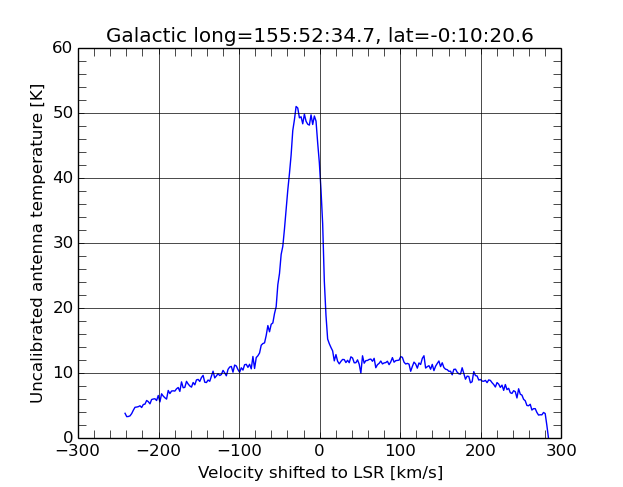 Galactic long=155:52:34.7, lat=-0:10:20.6
Uncalibrated antenna temperature [K]
60
50
40
30
20
10
0
−300 −200 −100 0 100 200 300
Velocity shifted to LSR [km/s]